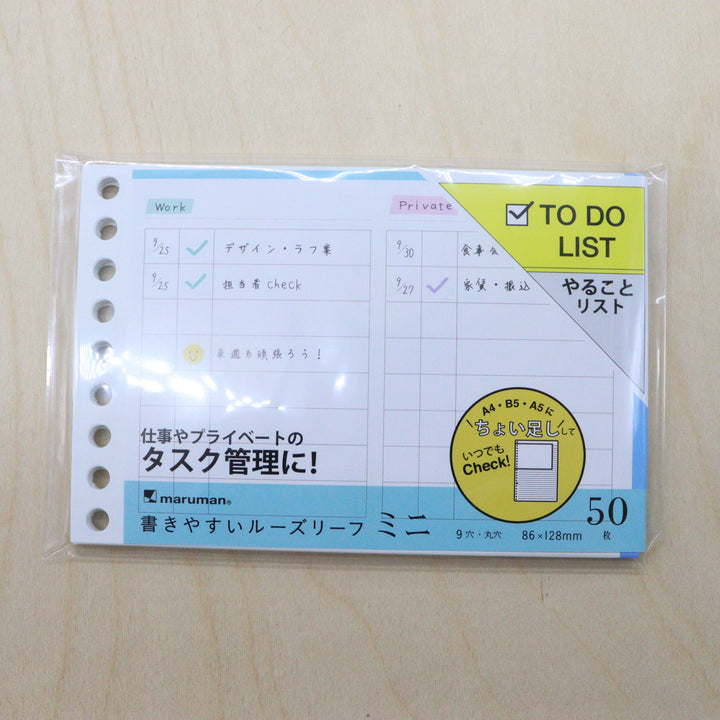 Work
9/25 デザイン・ラフ案
9/25 担当者Check
来週も頑張ろう!
Private
9/30 食事会
9/27 家賃・振込
TO DO
LIST
やること
リスト
仕事やプライベートの
タスク管理に!
A4・B5・A5に
ちょい足しして
いつでも
Check!
maruman®
書きやすいルーズリーフ ミニ
9穴・丸穴 86×128mm
50
枚